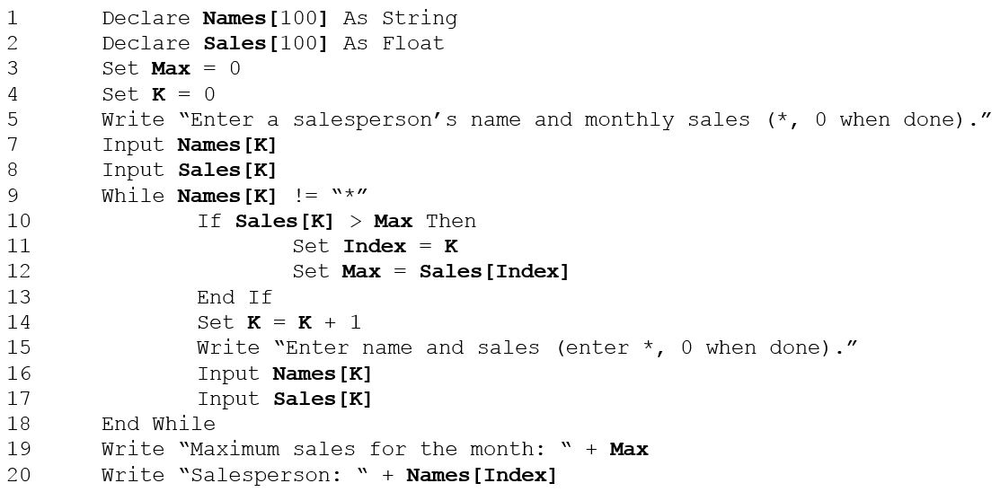 1 Declare Names[100] As String
2 Declare Sales[100] As Float
3 Set Max = 0
4 Set K = 0
5 Write “Enter a salesperson’s name and monthly sales (*, 0 when done).”
7 Input Names[K]
8 Input Sales[K]
9 While Names[K] != “*”
10 If Sales[K] > Max Then
11 Set Index = K
12 Set Max = Sales[Index]
13 End If
14 Set K = K + 1
15 Write “Enter name and sales (enter *, 0 when done).”
16 Input Names[K]
17 Input Sales[K]
18 End While
19 Write “Maximum sales for the month: “ + Max
20 Write “Salesperson: “ + Names[Index]